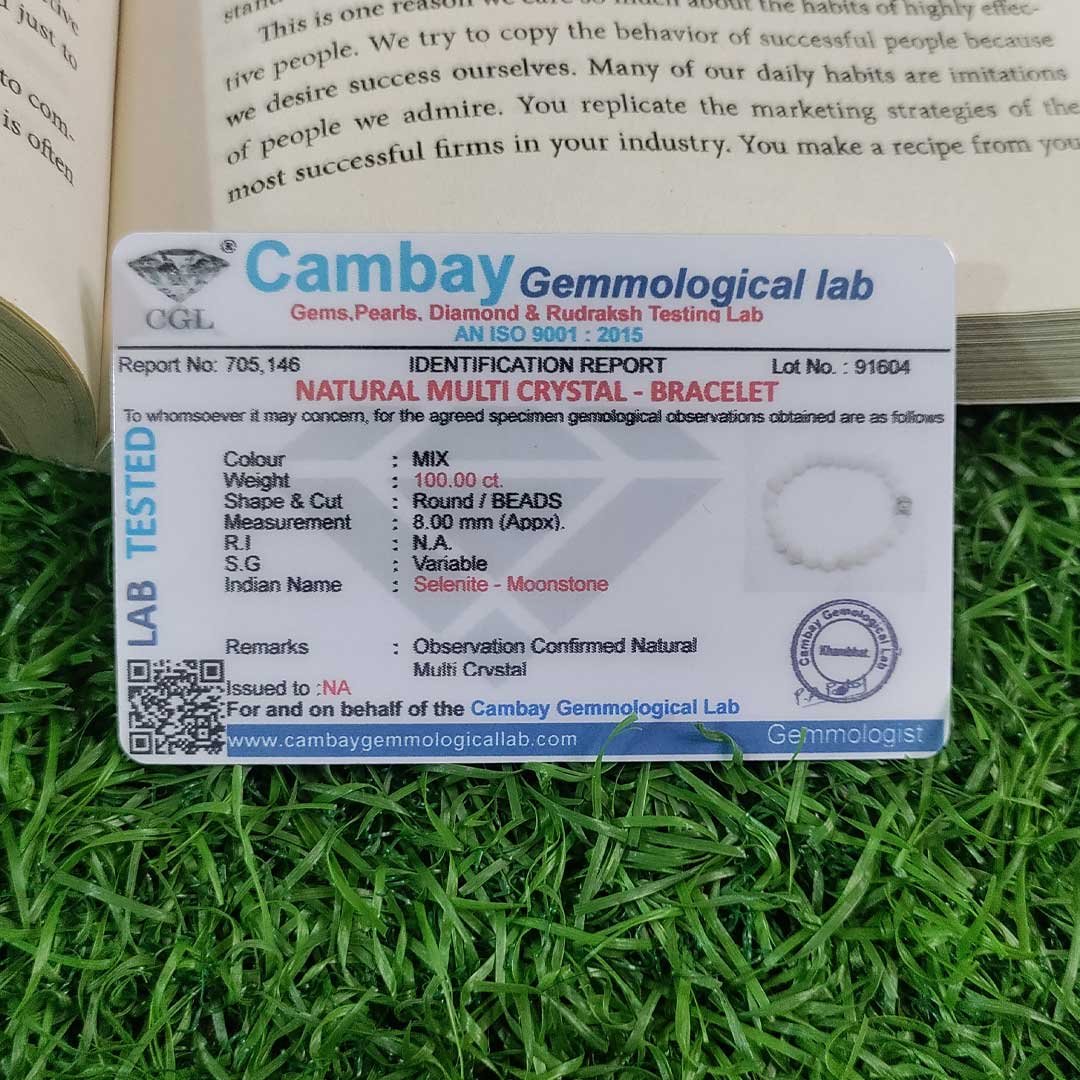 just to
to com-
is often
This is one reason we care so much about the habits of highly effec-
tive people. We try to copy the behavior of successful people because
we desire success ourselves. Many of our daily habits are imitations
of people we admire. You replicate the marketing strategies of the
most successful firms in your industry. You make a recipe from you
CGL ®
Cambay Gemmological lab
Gems,Pearls, Diamond & Rudraksh Testing Lab
AN ISO 9001 : 2015
Report No: 705,146 IDENTIFICATION REPORT Lot No. : 91604
NATURAL MULTI CRYSTAL - BRACELET
To whomsoever it may concern, for the agreed specimen gemological observations obtained are as follows
LAB TESTED
Colour : MIX
Weight : 100.00 ct.
Shape & Cut : Round / BEADS
Measurement : 8.00 mm (Appx).
R.I : N.A.
S.G : Variable
Indian Name : Selenite - Moonstone
Remarks : Observation Confirmed Natural
Multi Crystal
Cambay Gemological Lab
Khambhat.
Issued to :NA
For and on behalf of the Cambay Gemmological Lab
www.cambaygemmologicallab.com Gemmologist